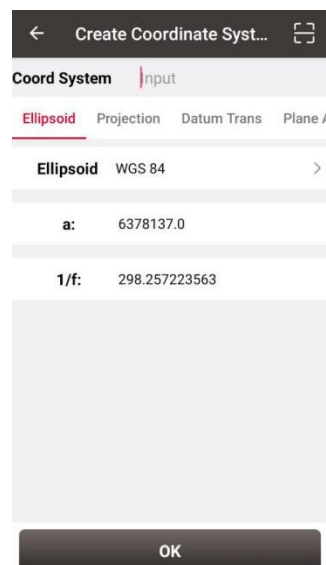 Create Coordinate Syst...
Coord System Input
Ellipsoid Projection Datum Trans Plane
Ellipsoid WGS 84
a: 6378137.0
1/f: 298.257223563
OK